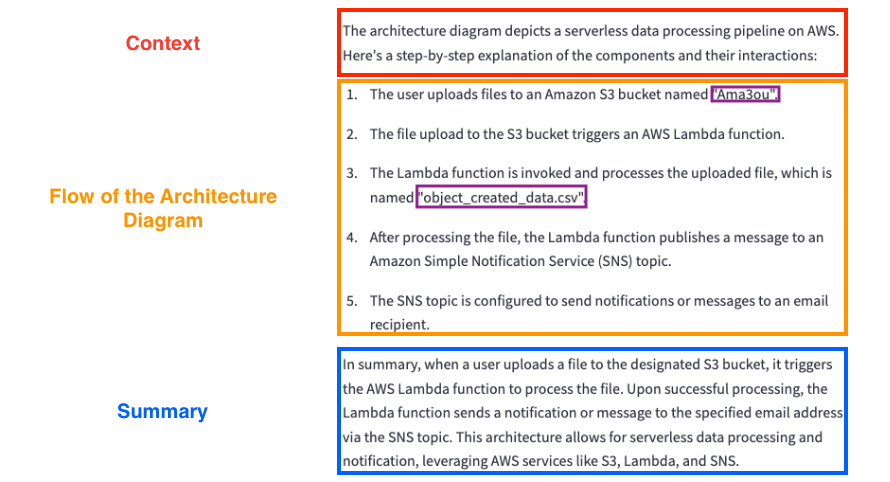 Context
The architecture diagram depicts a serverless data processing pipeline on AWS.
Here's a step-by-step explanation of the components and their interactions:
Flow of the Architecture
Diagram
1. The user uploads files to an Amazon S3 bucket named "Ama3ou".
2. The file upload to the S3 bucket triggers an AWS Lambda function.
3. The Lambda function is invoked and processes the uploaded file, which is
named "object_created_data.csv".
4. After processing the file, the Lambda function publishes a message to an
Amazon Simple Notification Service (SNS) topic.
5. The SNS topic is configured to send notifications or messages to an email
recipient.
Summary
In summary, when a user uploads a file to the designated S3 bucket, it triggers
the AWS Lambda function to process the file. Upon successful processing, the
Lambda function sends a notification or message to the specified email address
via the SNS topic. This architecture allows for serverless data processing and
notification, leveraging AWS services like S3, Lambda, and SNS.